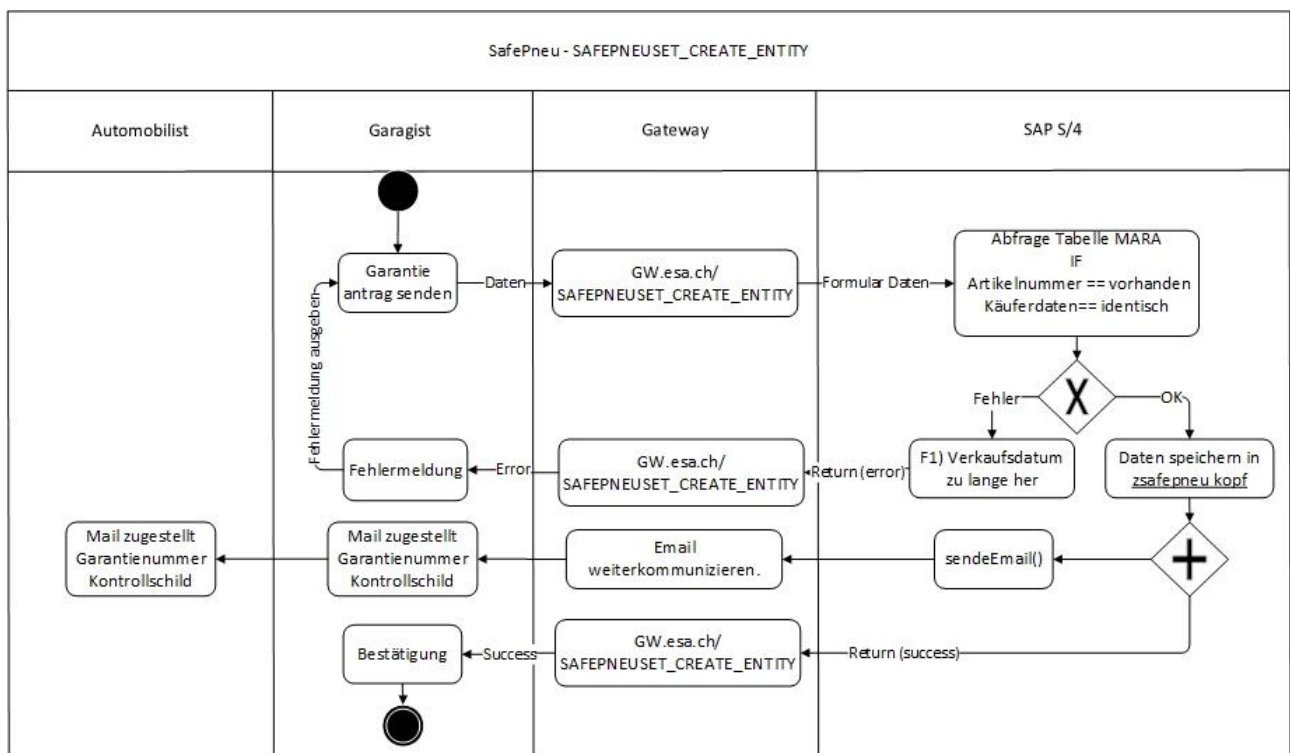 SafePneu - SAFEPNEUSET_CREATE_ENTITY
Automobilist
Garagist
Gateway
SAP S/4
Garantie
antrag senden
Daten
GW.esa.ch/
SAFEPNEUSET_CREATE_ENTITY
Formular Daten
Abfrage Tabelle MARA
IF
Artikelnummer == vorhanden
Käuferdaten== identisch
Fehlermeldung ausgeben
Fehler
X
OK
Fehlermeldung
Error
GW.esa.ch/
SAFEPNEUSET_CREATE_ENTITY
Return (error)
F1) Verkaufsdatum
zu lange her
Daten speichern in
zsafepneu kopf
Mail zugestellt
Garantienummer
Kontrollschild
Mail zugestellt
Garantienummer
Kontrollschild
Email
weiterkommunizieren.
sendeEmail()
Bestätigung
Success
GW.esa.ch/
SAFEPNEUSET_CREATE_ENTITY
Return (success)